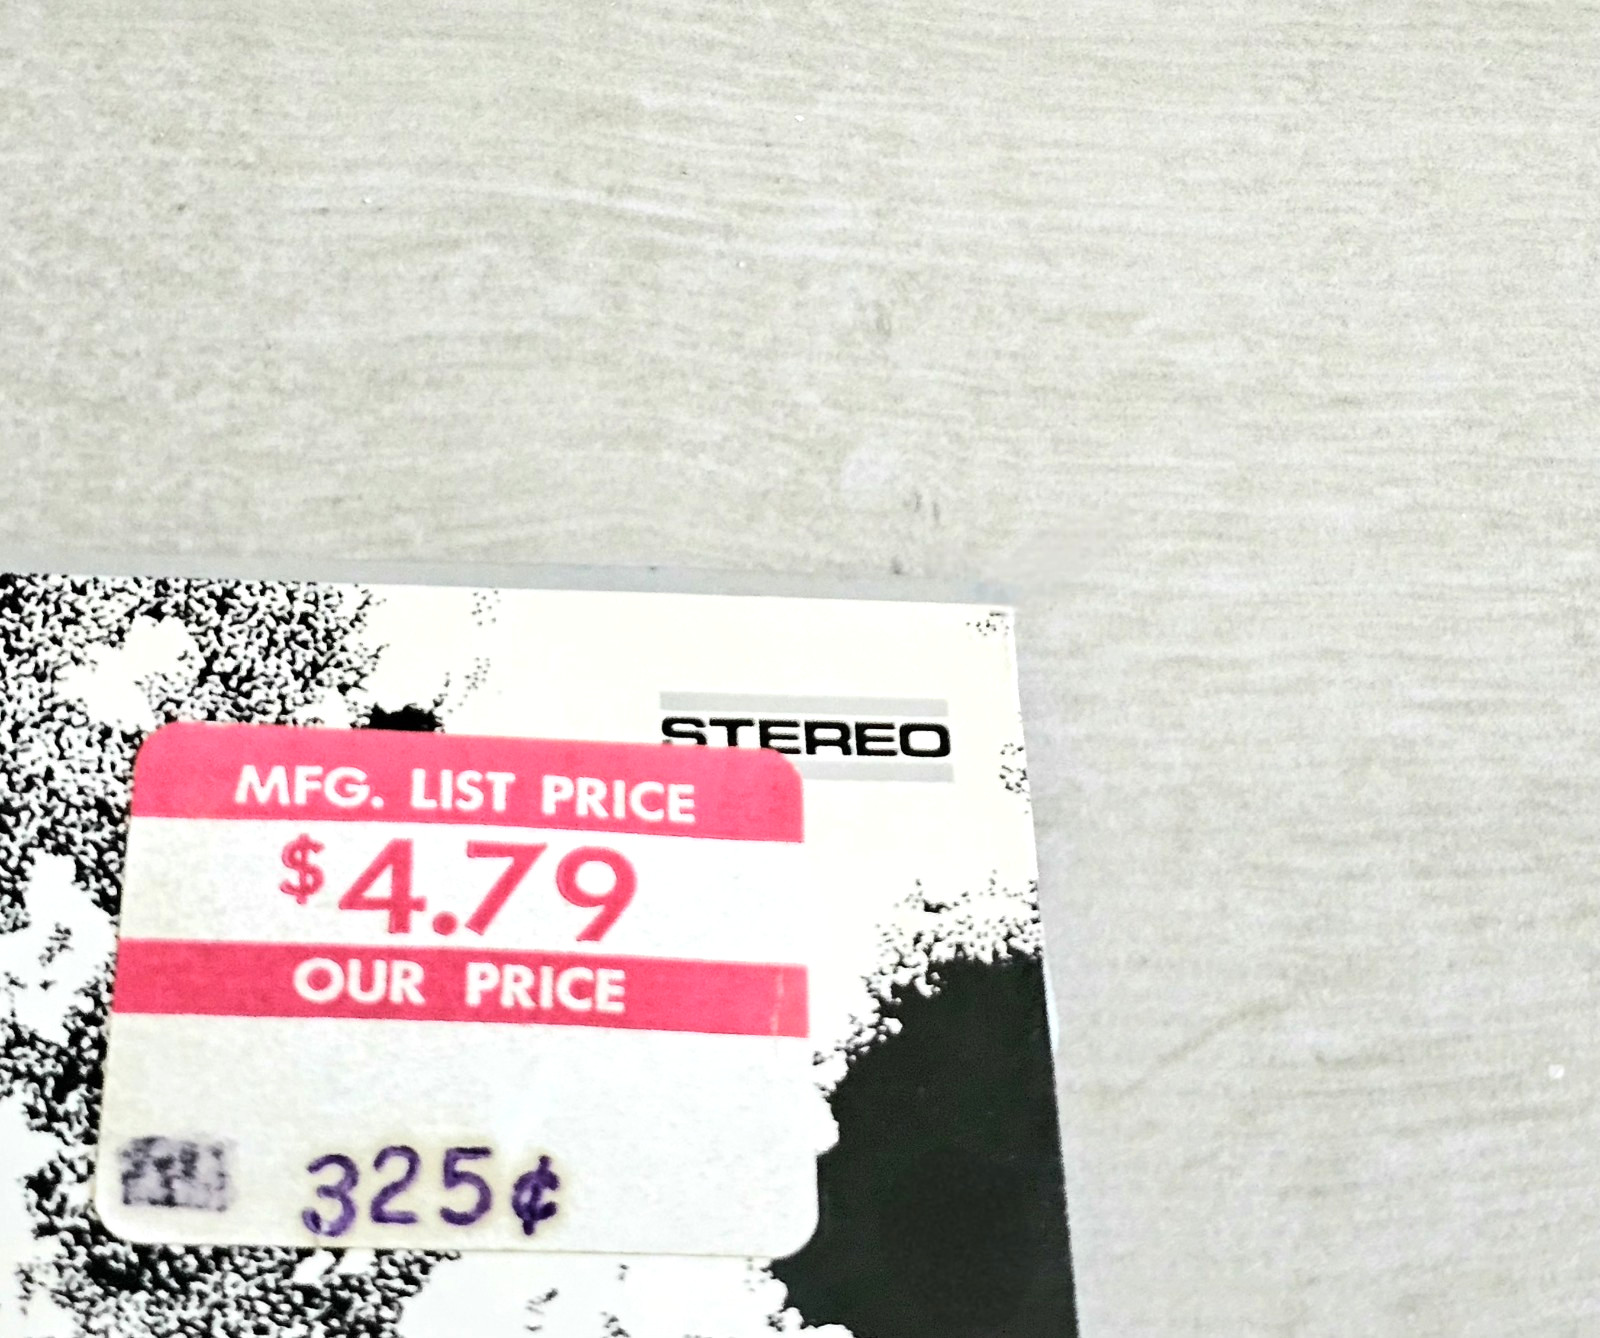 STEREO
MFG. LIST PRICE
$4.79
OUR PRICE
325¢